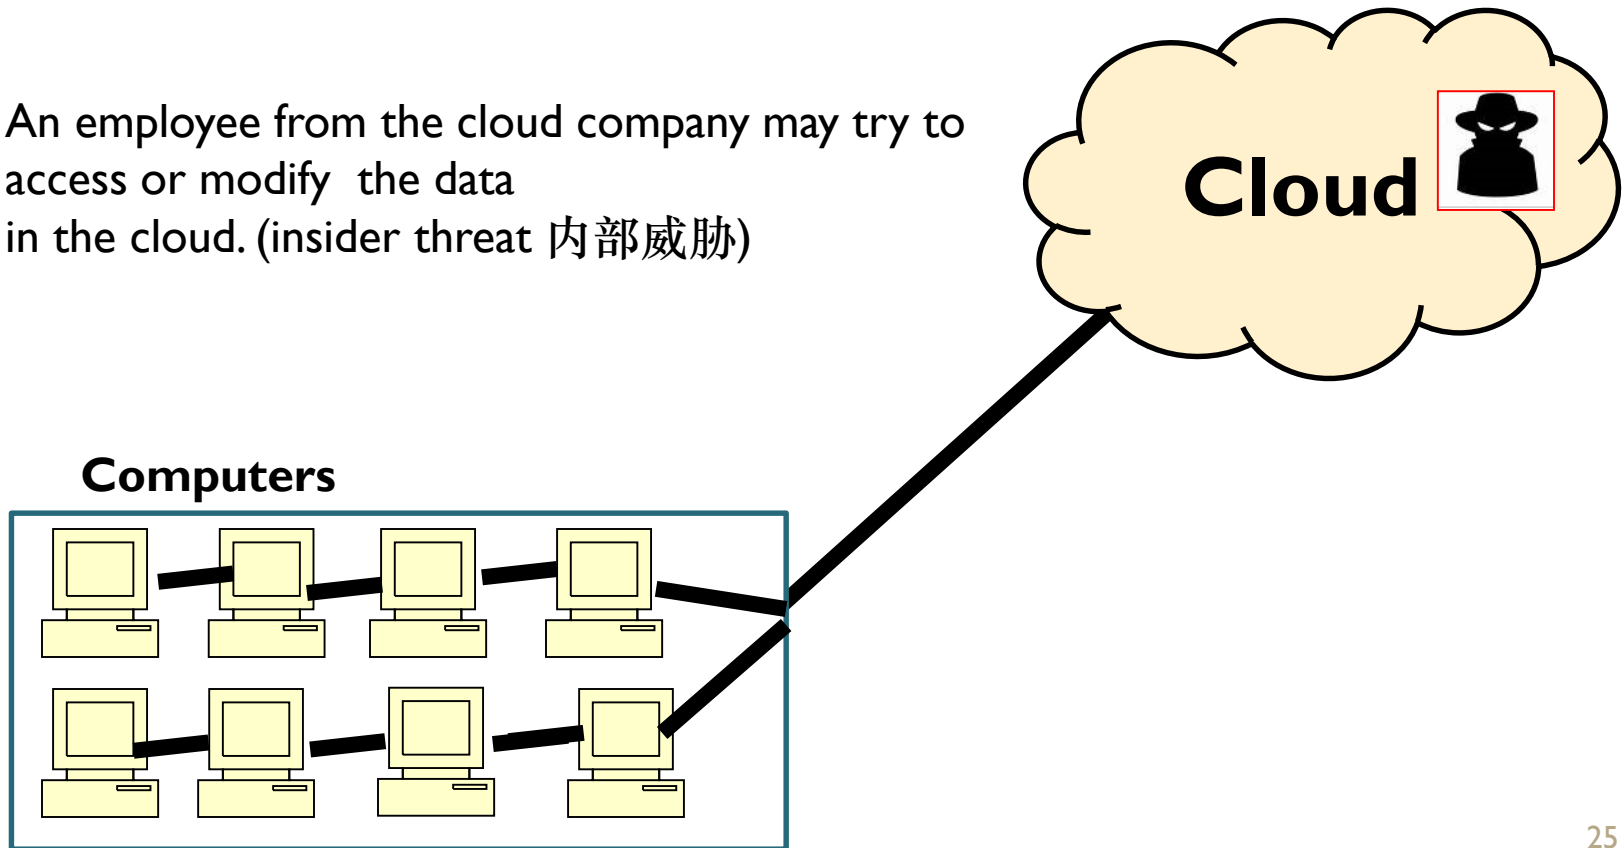 An employee from the cloud company may try to
access or modify  the data
in the cloud. (insider threat 内部威胁)
Cloud
Computers
25